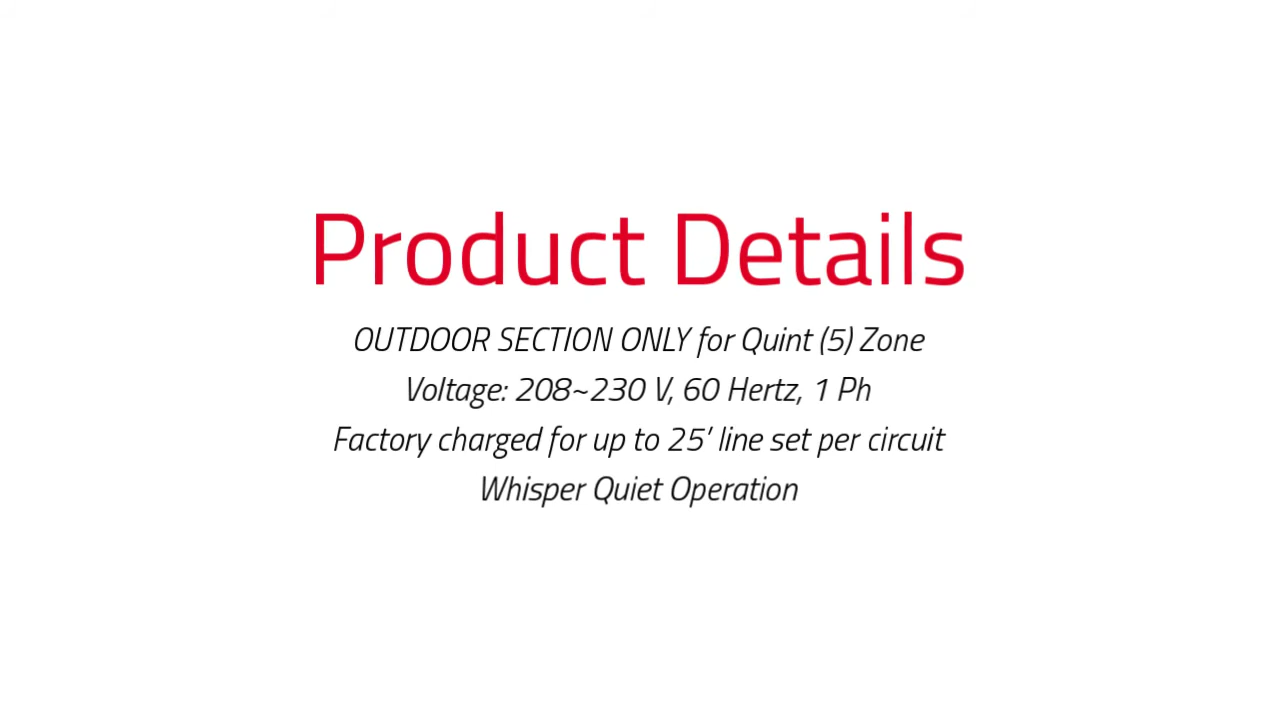 Product Details
OUTDOOR SECTION ONLY for Quint (5) Zone
Voltage: 208~230 V, 60 Hertz, 1 Ph
Factory charged for up to 25’ line set per circuit
Whisper Quiet Operation